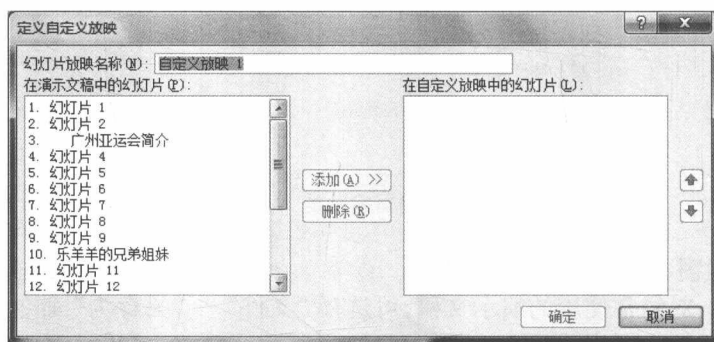 定义自定义放映
幻灯片放映名称(N): 自定义放映 1
在演示文稿中的幻灯片(P):
在自定义放映中的幻灯片(L):
1. 幻灯片 1
2. 幻灯片 2
3. 广州亚运会简介
4. 幻灯片 4
5. 幻灯片 5
6. 幻灯片 6
7. 幻灯片 7
8. 幻灯片 8
9. 幻灯片 9
10. 乐羊羊的兄弟姐妹
11. 幻灯片 11
12. 幻灯片 12
添加(A) >>
删除(R)
确定
取消